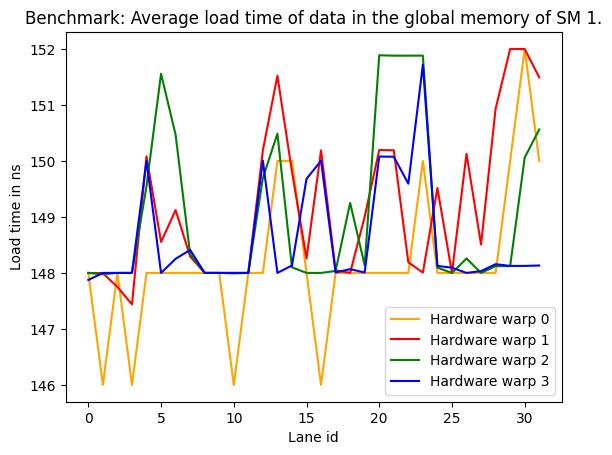 Benchmark: Average load time of data in the global memory of SM 1.
Load time in ns
152
151
150
149
148
147
146
0
5
10
15
20
25
30
Lane id
Hardware warp 0
Hardware warp 1
Hardware warp 2
Hardware warp 3